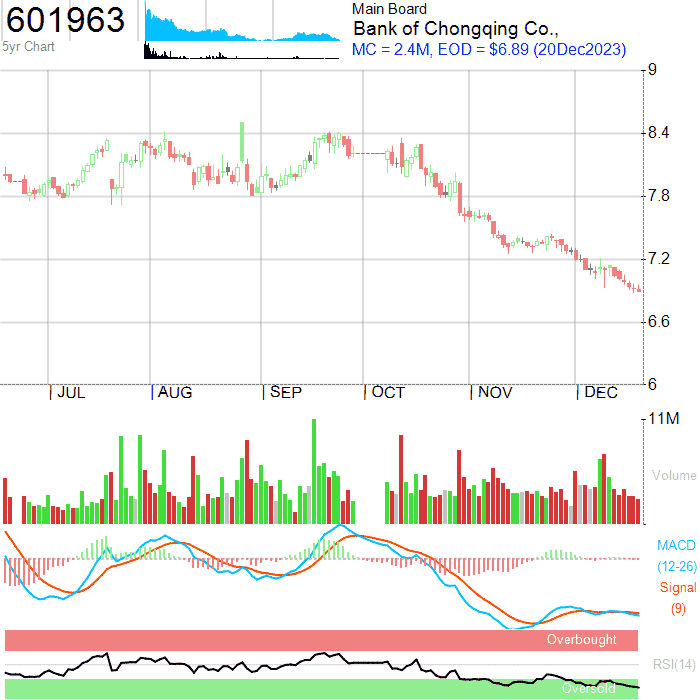 601963
5yr Chart
Main Board
Bank of Chongqing Co.,
MC = 2.4M, EOD = $6.89 (20Dec2023)
9
8.4
7.8
7.2
6.6
6
| JUL | AUG | SEP | OCT | NOV | DEC
11M
Volume
MACD
(12-26)
Signal
(9)
Overbought
RSI(14)
Oversold